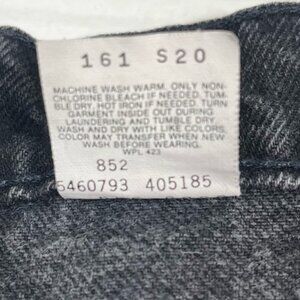 161 S20
MACHINE WASH WARM. ONLY NON-
CHLORINE BLEACH IF NEEDED. TUM-
BLE DRY. HOT IRON IF NEEDED. TURN
GARMENT INSIDE OUT DURING
LAUNDERING AND TUMBLE DRY.
WASH AND DRY WITH LIKE COLORS.
COLOR MAY TRANSFER WHEN NEW
WASH BEFORE WEARING.
WPL 423
852
5460793 405185